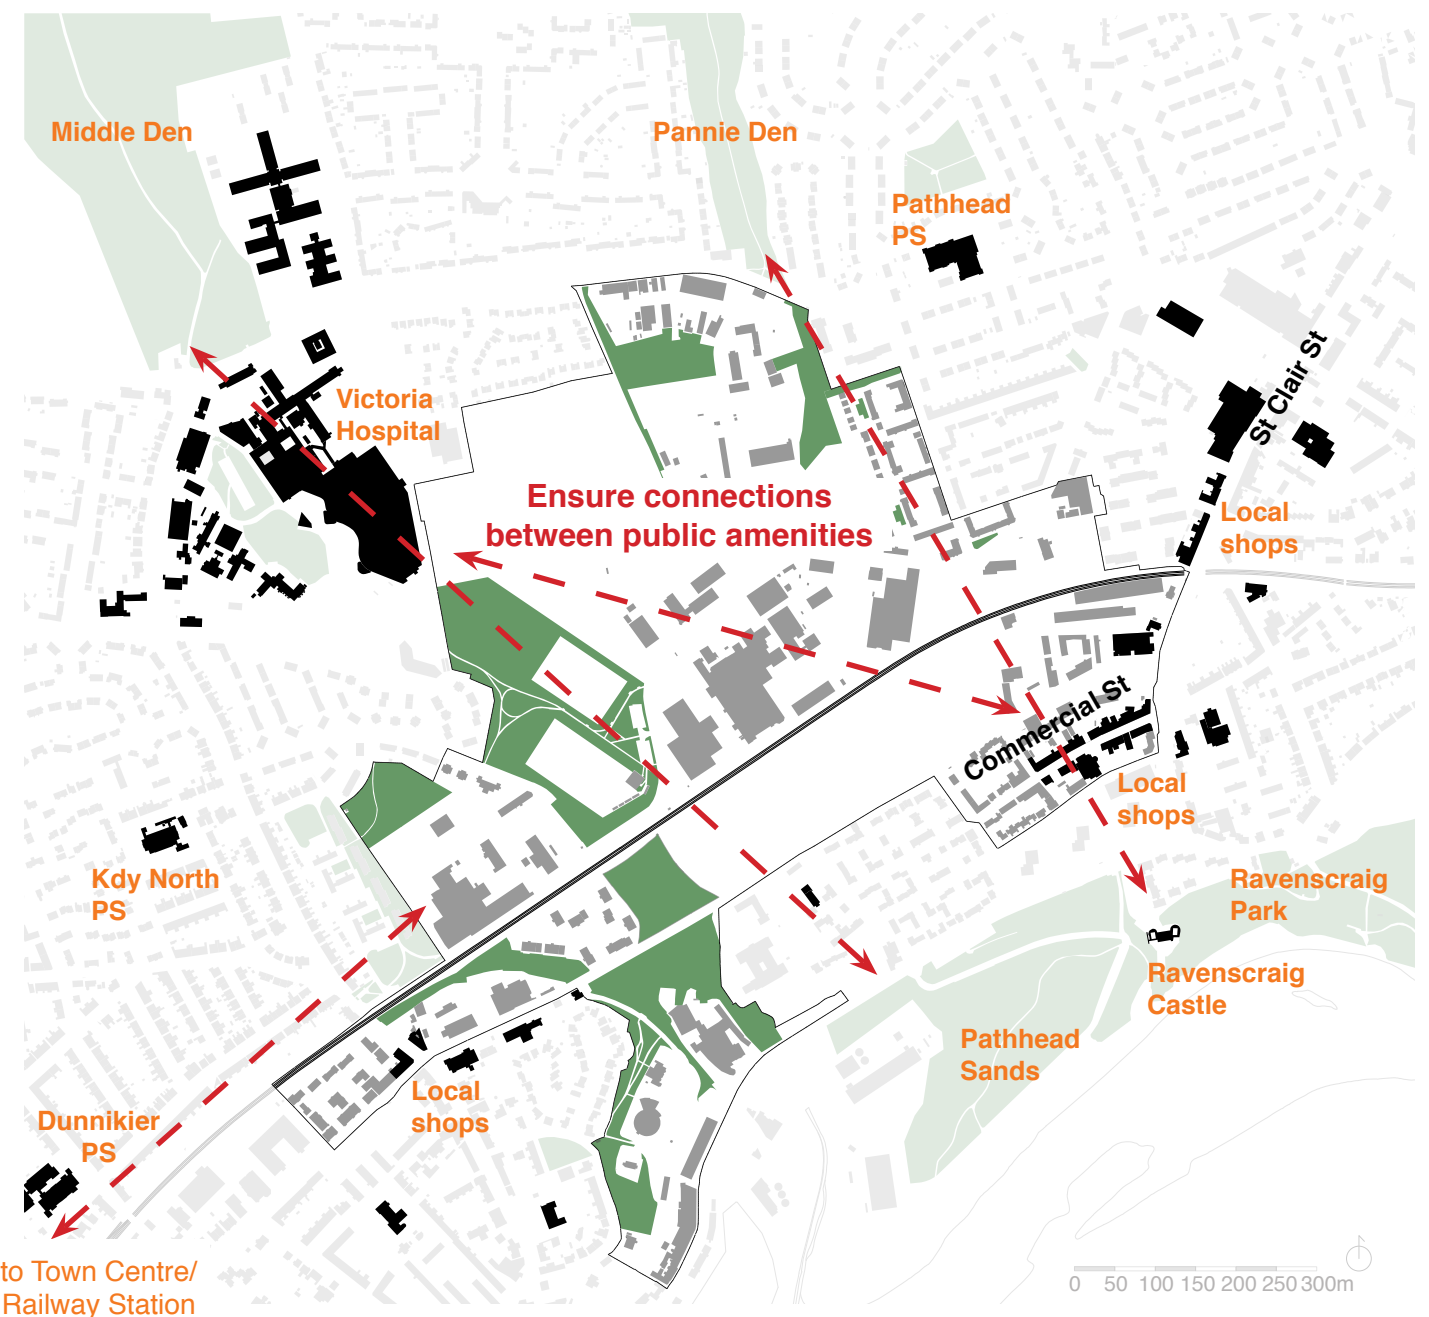 Middle Den
Pannie Den
Pathhead
PS
St Clair St
Victoria
Hospital
Ensure connections
between public amenities
Local
shops
Commercial St
Local
shops
Kdy North
PS
Ravenscraig
Park
Ravenscraig
Castle
Pathhead
Sands
Local
shops
Dunnikier
PS
to Town Centre/
Railway Station
0 50 100 150 200 250 300m